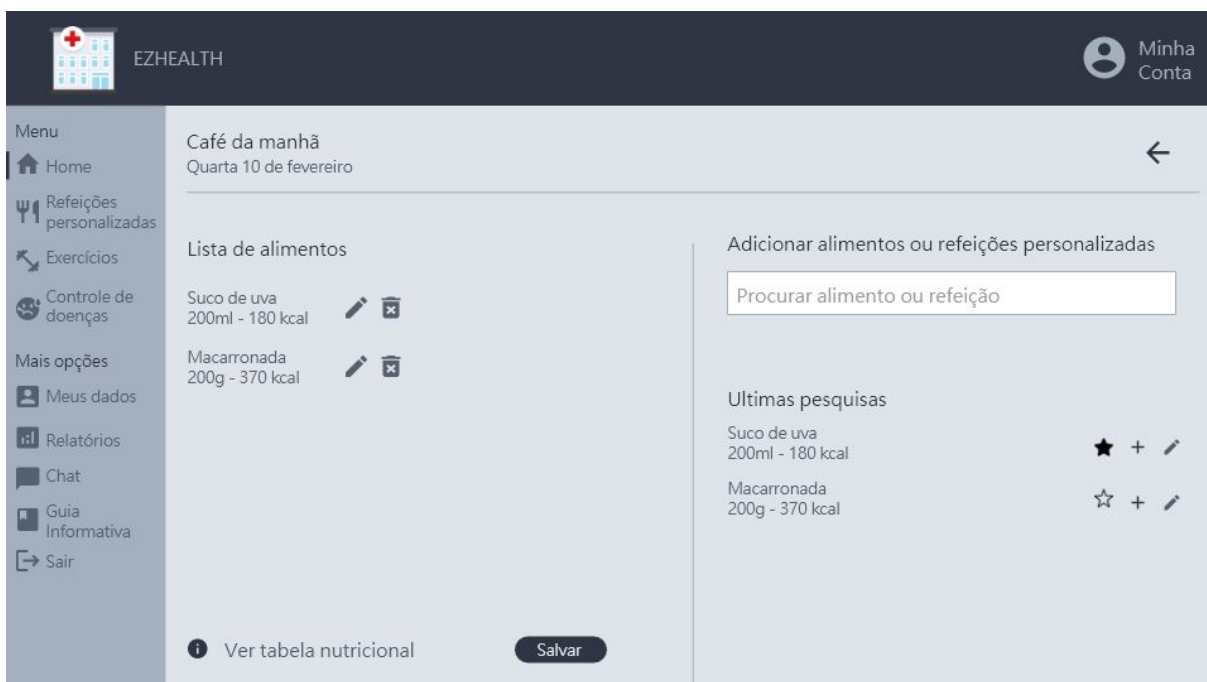 EZHEALTH
Minha
Conta
Menu
Home
Refeições
personalizadas
Exercícios
Controle de
doenças
Mais opções
Meus dados
Relatórios
Chat
Guia
Informativa
Sair
Café da manhã
Quarta 10 de fevereiro
Lista de alimentos
Suco de uva
200ml - 180 kcal
Macarronada
200g - 370 kcal
Ver tabela nutricional
Salvar
Adicionar alimentos ou refeições personalizadas
Procurar alimento ou refeição
Ultimas pesquisas
Suco de uva
200ml - 180 kcal
Macarronada
200g - 370 kcal